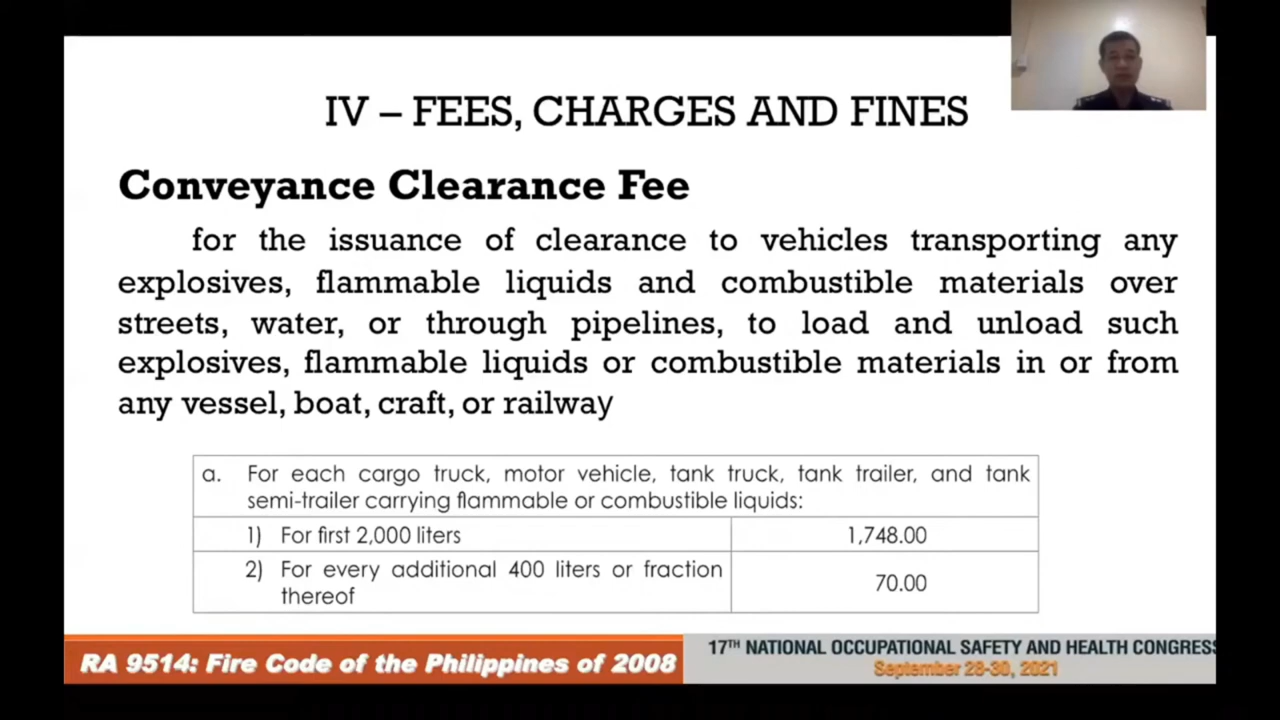 IV – FEES, CHARGES AND FINES
Conveyance Clearance Fee
for the issuance of clearance to vehicles transporting any
explosives, flammable liquids and combustible materials over
streets, water, or through pipelines, to load and unload such
explosives, flammable liquids or combustible materials in or from
any vessel, boat, craft, or railway
a. For each cargo truck, motor vehicle, tank truck, tank trailer, and tank
semi-trailer carrying flammable or combustible liquids:
1) For first 2,000 liters 1,748.00
2) For every additional 400 liters or fraction
thereof 70.00
RA 9514: Fire Code of the Philippines of 2008
17TH NATIONAL OCCUPATIONAL SAFETY AND HEALTH CONGRESS
September 28-30, 2021